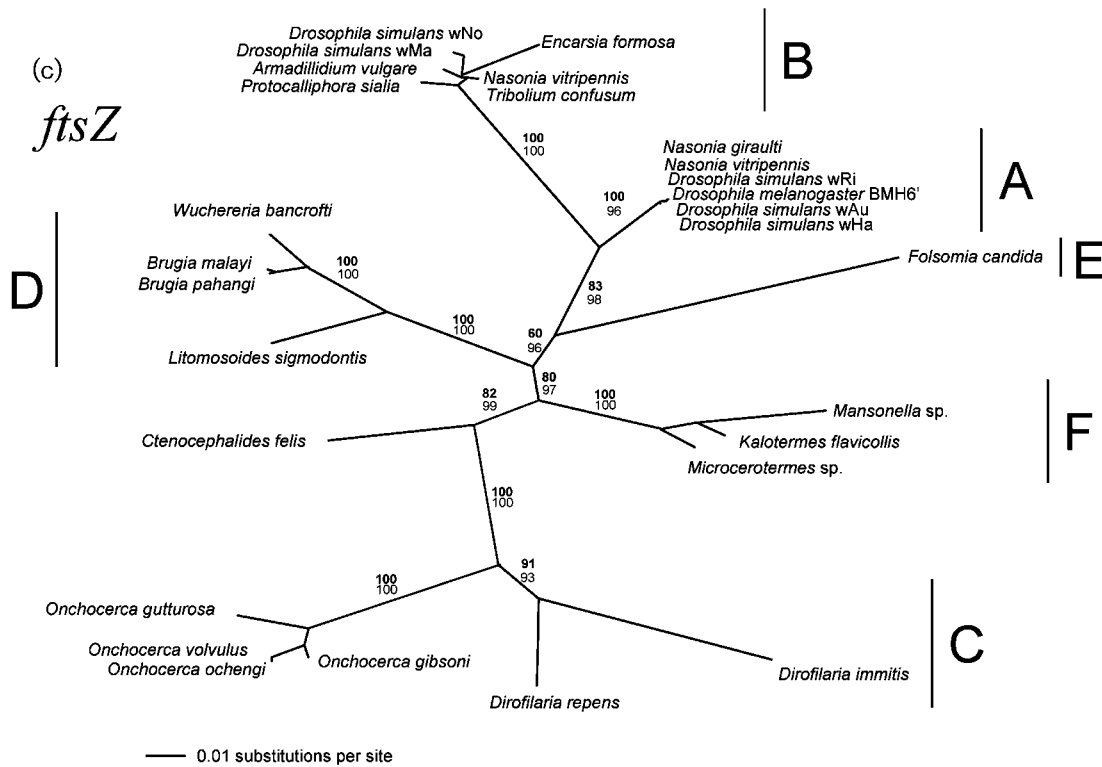 (c)
ftsZ
Drosophila simulans wNo
Drosophila simulans wMa
Armadillidium vulgare
Protocalliphora sialia
Encarsia formosa
Nasonia vitripennis
Tribolium confusum
B
100
100
Nasonia giraulti
Nasonia vitripennis
Drosophila simulans wRi
Drosophila melanogaster BMH6'
Drosophila simulans wAu
Drosophila simulans wHa
A
100
96
Wuchereria bancrofti
Brugia malayi
Brugia pahangi
Litomosoides sigmodontis
D
100
100
100
100
Folsomia candida
E
83
98
60
96
80
97
82
99
100
100
Mansonella sp.
Kalotermes flavicollis
Microcerotermes sp.
F
Ctenocephalides felis
100
100
91
93
100
100
Onchocerca gutturosa
Onchocerca volvulus
Onchocerca ochengi
Onchocerca gibsoni
Dirofilaria repens
Dirofilaria immitis
C
0.01 substitutions per site